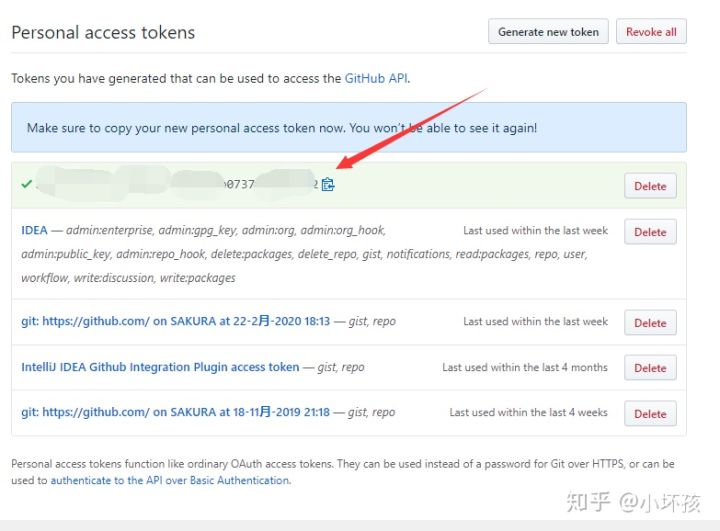 Personal access tokens
Generate new token
Revoke all
Tokens you have generated that can be used to access the GitHub API.
Make sure to copy your new personal access token now. You won't be able to see it again!
0737
2
Delete
IDEA — admin:enterprise, admin:gpg_key, admin:org, admin:org_hook,
Last used within the last week
Delete
admin:public_key, admin:repo_hook, delete:packages, delete_repo, gist, notifications, read:packages, repo, user,
workflow, write:discussion, write:packages
git: https://github.com/ on SAKURA at 22-2月-2020 18:13 — gist, repo
Last used within the last week
Delete
IntelliJ IDEA Github Integration Plugin access token — gist, repo
Last used within the last 4 months
Delete
git: https://github.com/ on SAKURA at 18-11月-2019 21:18 — gist, repo
Last used within the last 4 weeks
Delete
Personal access tokens function like ordinary OAuth access tokens. They can be used instead of a password for Git over HTTPS, or can be
used to authenticate to the API over Basic Authentication.
知乎 @小坏孩